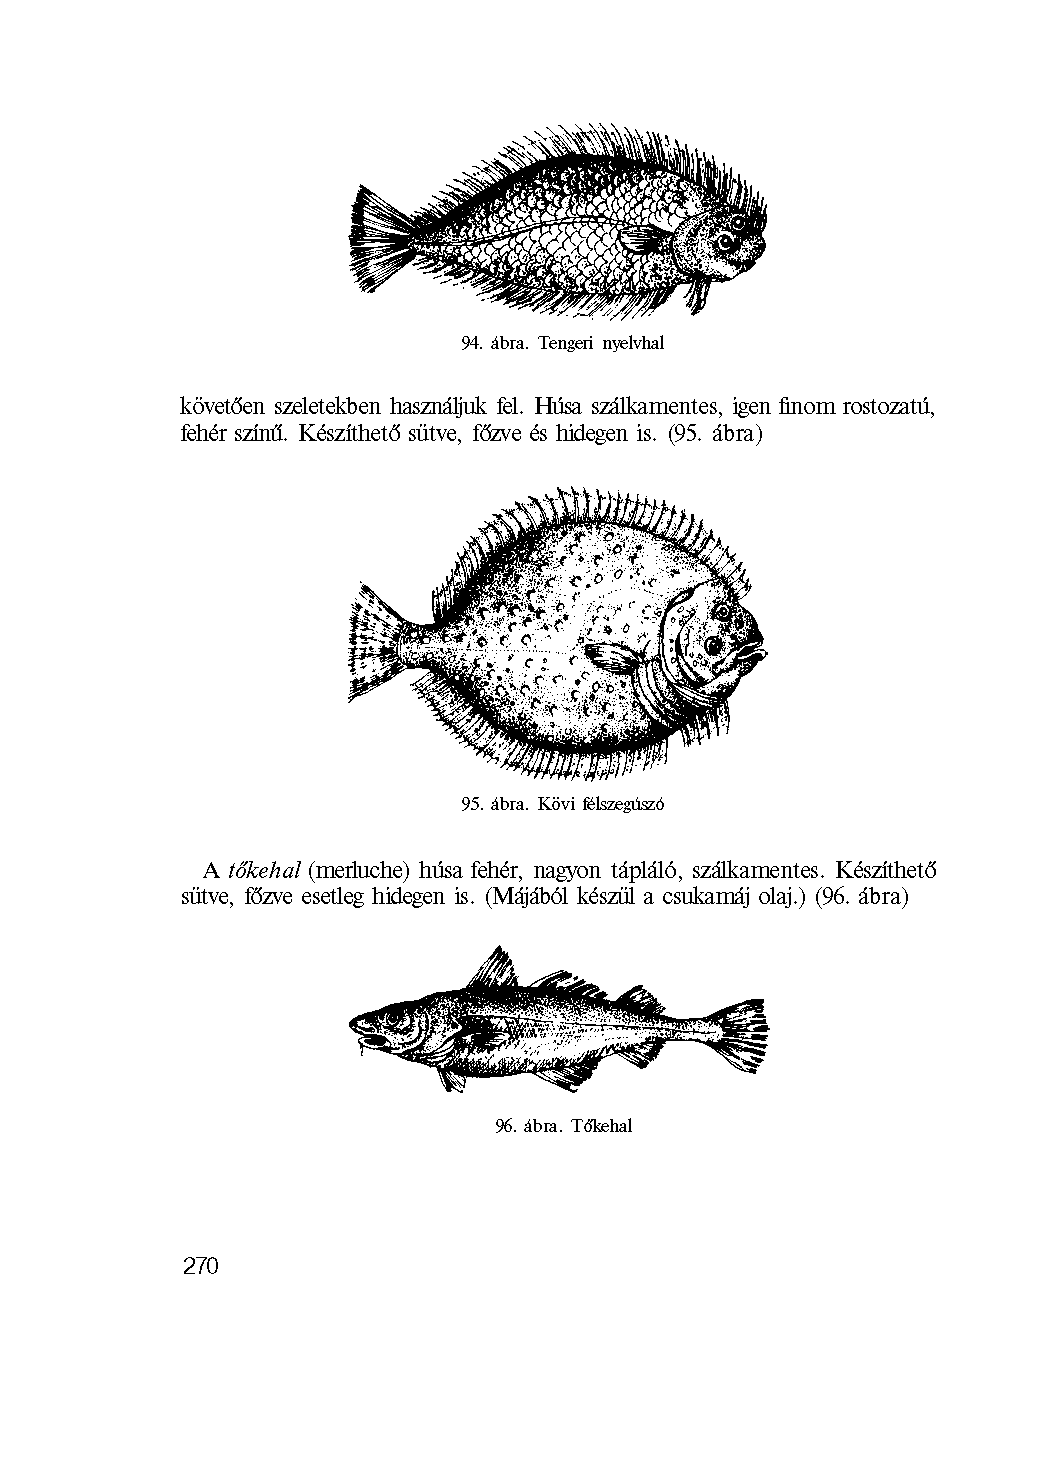 94. ábra. Tengeri nyelvhal
követően szeletekben használjuk fel. Húsa szálkamentes, igen finom rostozatú,
fehér színű. Készíthető sütve, főzve és hidegen is. (95. ábra)
95. ábra. Kövi félszegúszó
A tőkehal (merluche) húsa fehér, nagyon tápláló, szálkamentes. Készíthető
sütve, főzve esetleg hidegen is. (Májából készül a csukamáj olaj.) (96. ábra)
96. ábra. Tőkehal
270